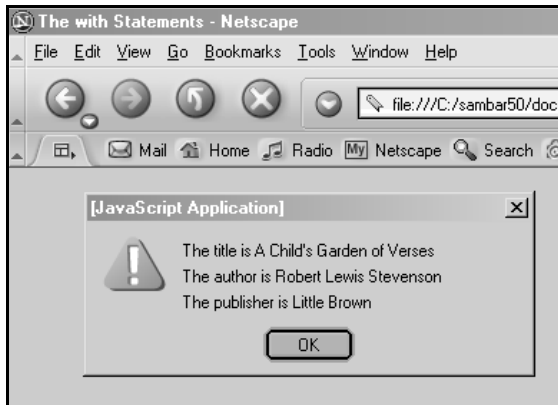 The with Statements - Netscape
File Edit View Go Bookmarks Tools Window Help
file:///C:/sambar50/doc
Mail Home Radio My Netscape Search
[JavaScript Application]
The title is A Child's Garden of Verses
The author is Robert Lewis Stevenson
The publisher is Little Brown
OK